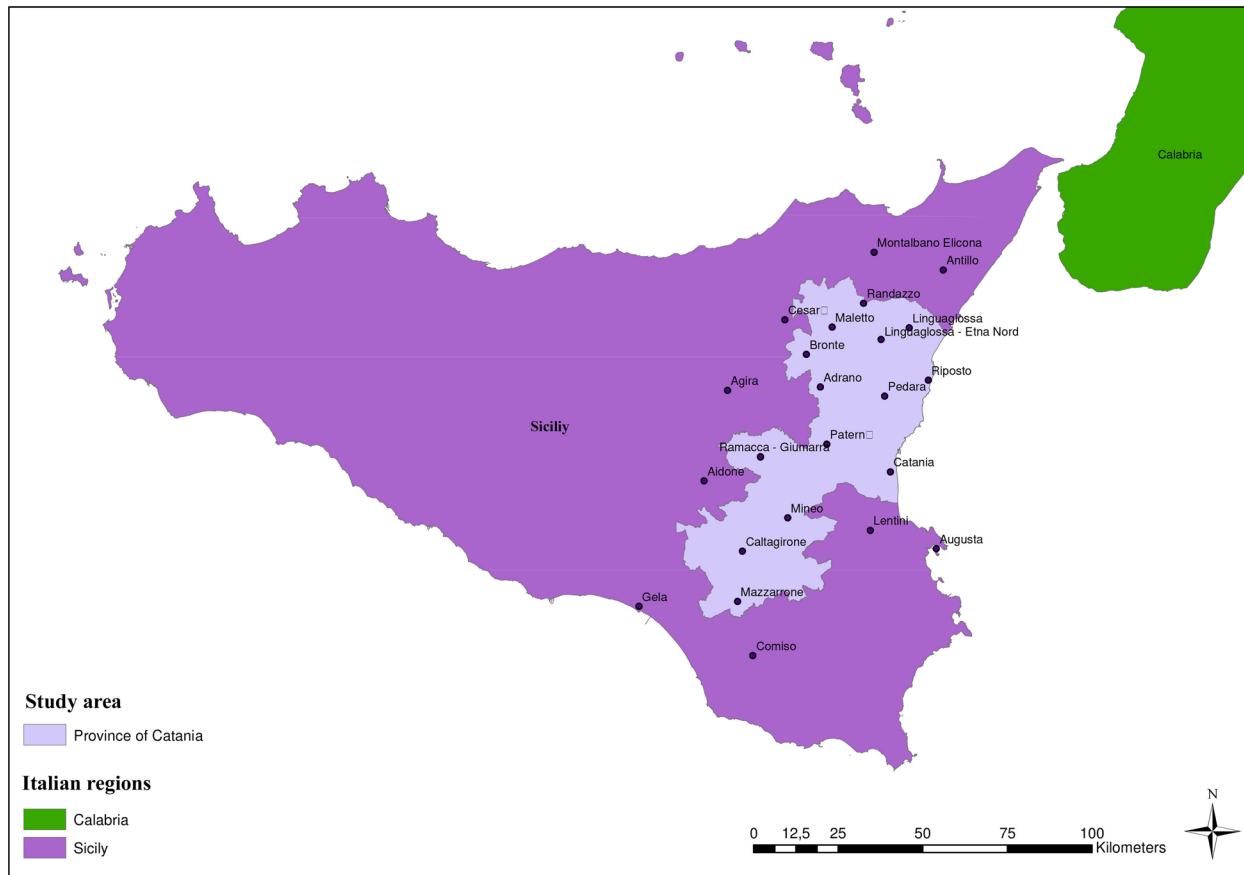 Calabria
Montalbano Elicona
Antillo
Randazzo
Cesar□
Maletto
Linguaglossa
Linguaglossa - Etna Nord
Bronte
Riposto
Agira
Adrano
Pedara
Siciliy
Patern□
Ramacca - Giumarra
Catania
Aidone
Mineo
Lentini
Augusta
Caltagirone
Gela
Mazzarrone
Comiso
Study area
Province of Catania
Italian regions
Calabria
Sicily
N
0 12,5 25 50 75 100
Kilometers